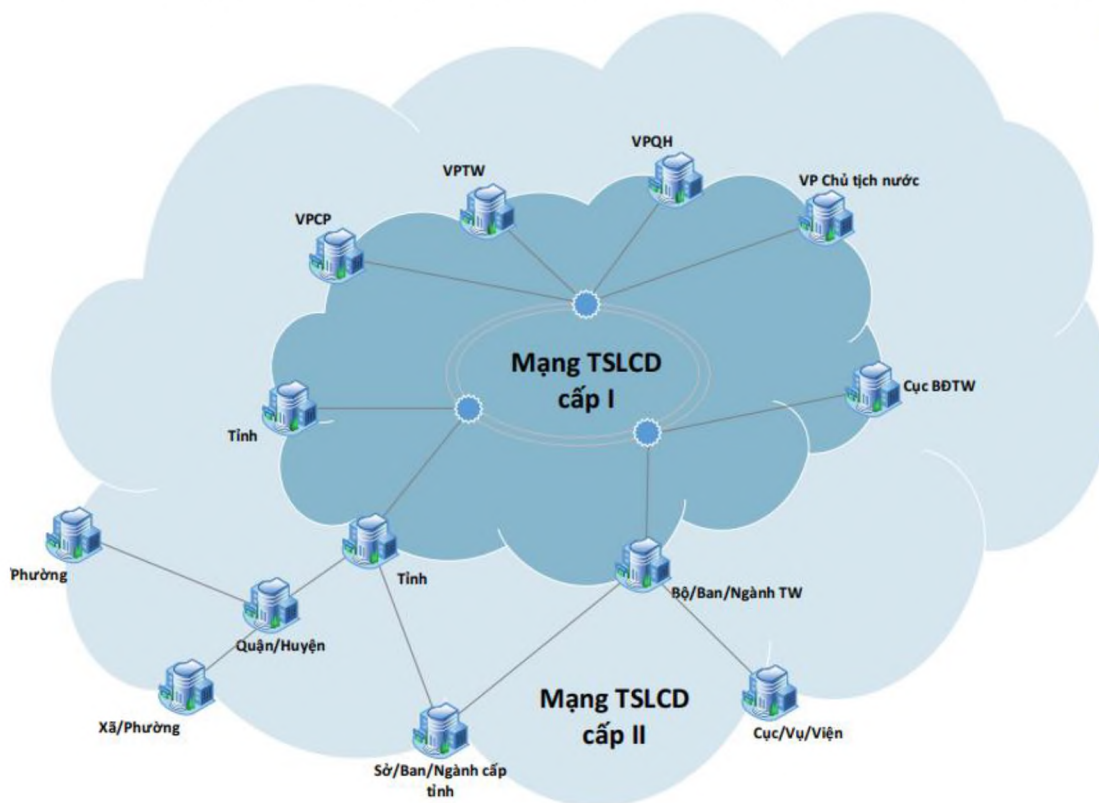 VPQH
VPTW
VP Chủ tịch nước
VPCP
Mạng TSLCD
cấp I
Cục BĐTW
Tỉnh
Phường
Tỉnh
Bộ/Ban/Ngành TW
Quận/Huyện
Mạng TSLCD
cấp II
Xã/Phường
Cục/Vụ/Viện
Sở/Ban/Ngành cấp
tỉnh